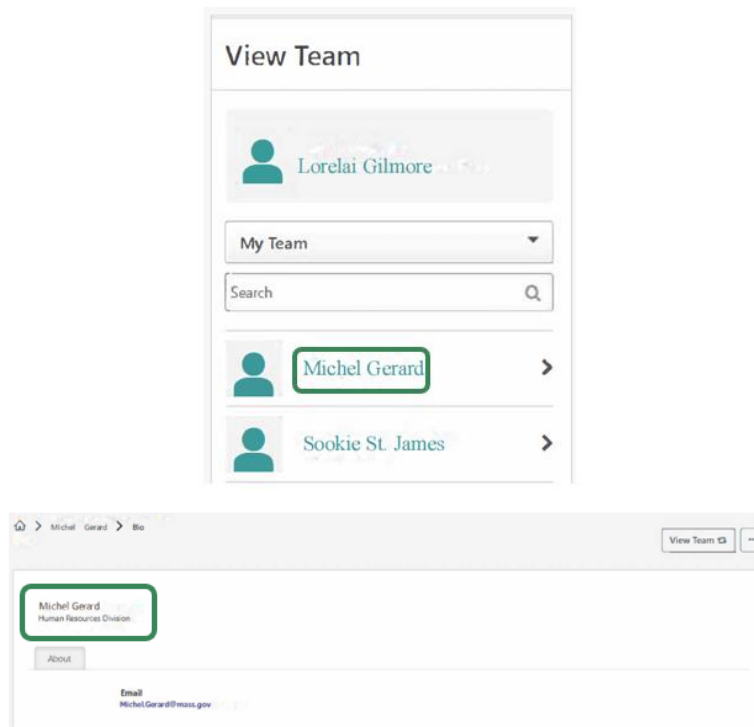 View Team
Lorelai Gilmore
My Team
Search
Michel Gerard
Sookie St. James
Michel Gerard > Bio
View Team
Michel Gerard
Human Resources Division
About
Email
Michel.Gerard@mass.gov